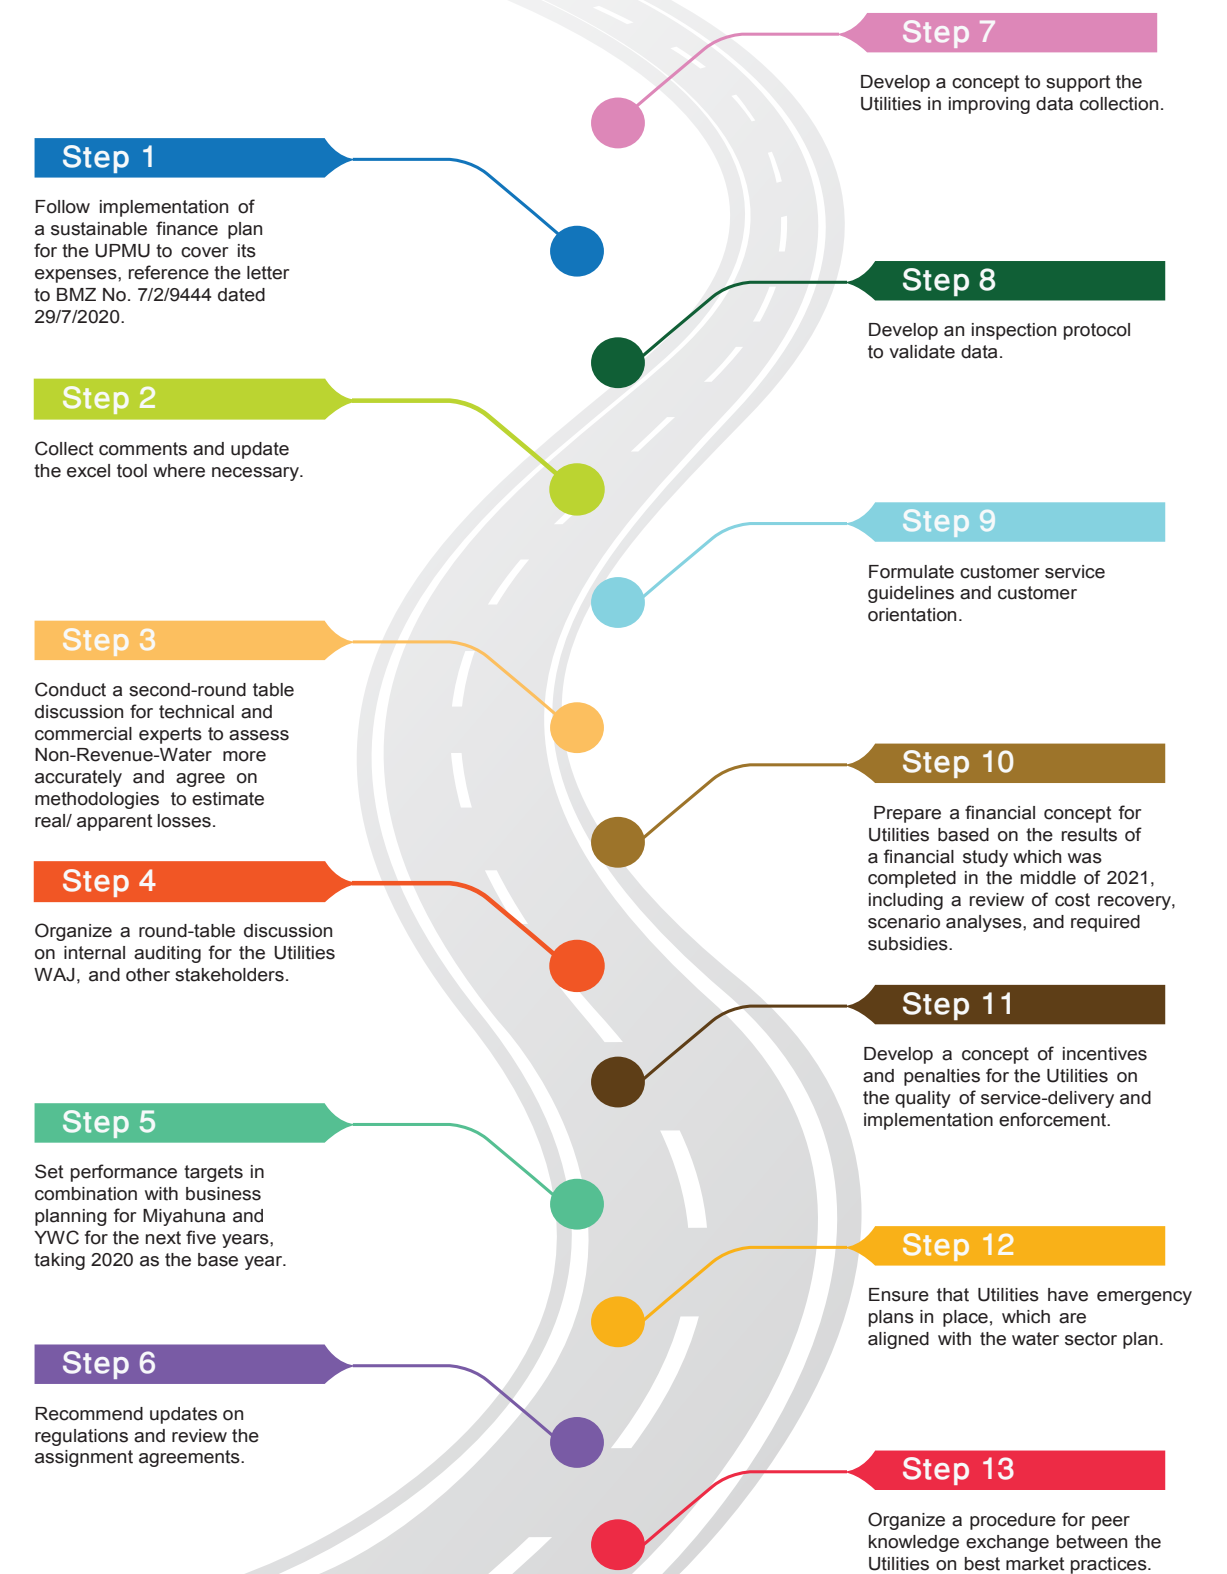 Step 1
Follow implementation of
a sustainable finance plan
for the UPMU to cover its
expenses, reference the letter
to BMZ No. 7/2/9444 dated
29/7/2020.
Step 2
Collect comments and update
the excel tool where necessary.
Step 3
Conduct a second-round table
discussion for technical and
commercial experts to assess
Non-Revenue-Water more
accurately and agree on
methodologies to estimate
real/ apparent losses.
Step 4
Organize a round-table discussion
on internal auditing for the Utilities
WAJ, and other stakeholders.
Step 5
Set performance targets in
combination with business
planning for Miyahuna and
YWC for the next five years,
taking 2020 as the base year.
Step 6
Recommend updates on
regulations and review the
assignment agreements.
Step 7
Develop a concept to support the
Utilities in improving data collection.
Step 8
Develop an inspection protocol
to validate data.
Step 9
Formulate customer service
guidelines and customer
orientation.
Step 10
Prepare a financial concept for
Utilities based on the results of
a financial study which was
completed in the middle of 2021,
including a review of cost recovery,
scenario analyses, and required
subsidies.
Step 11
Develop a concept of incentives
and penalties for the Utilities on
the quality of service-delivery and
implementation enforcement.
Step 12
Ensure that Utilities have emergency
plans in place, which are
aligned with the water sector plan.
Step 13
Organize a procedure for peer
knowledge exchange between the
Utilities on best market practices.